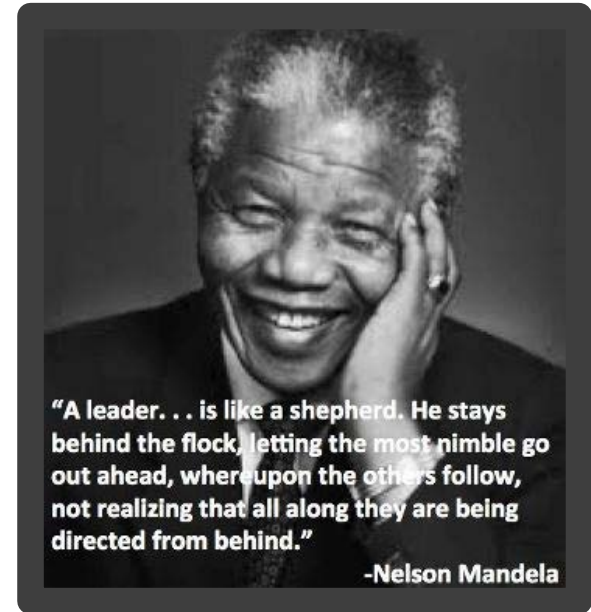 “A leader. . . is like a shepherd. He stays
behind the flock, letting the most nimble go
out ahead, whereupon the others follow,
not realizing that all along they are being
directed from behind.”
-Nelson Mandela